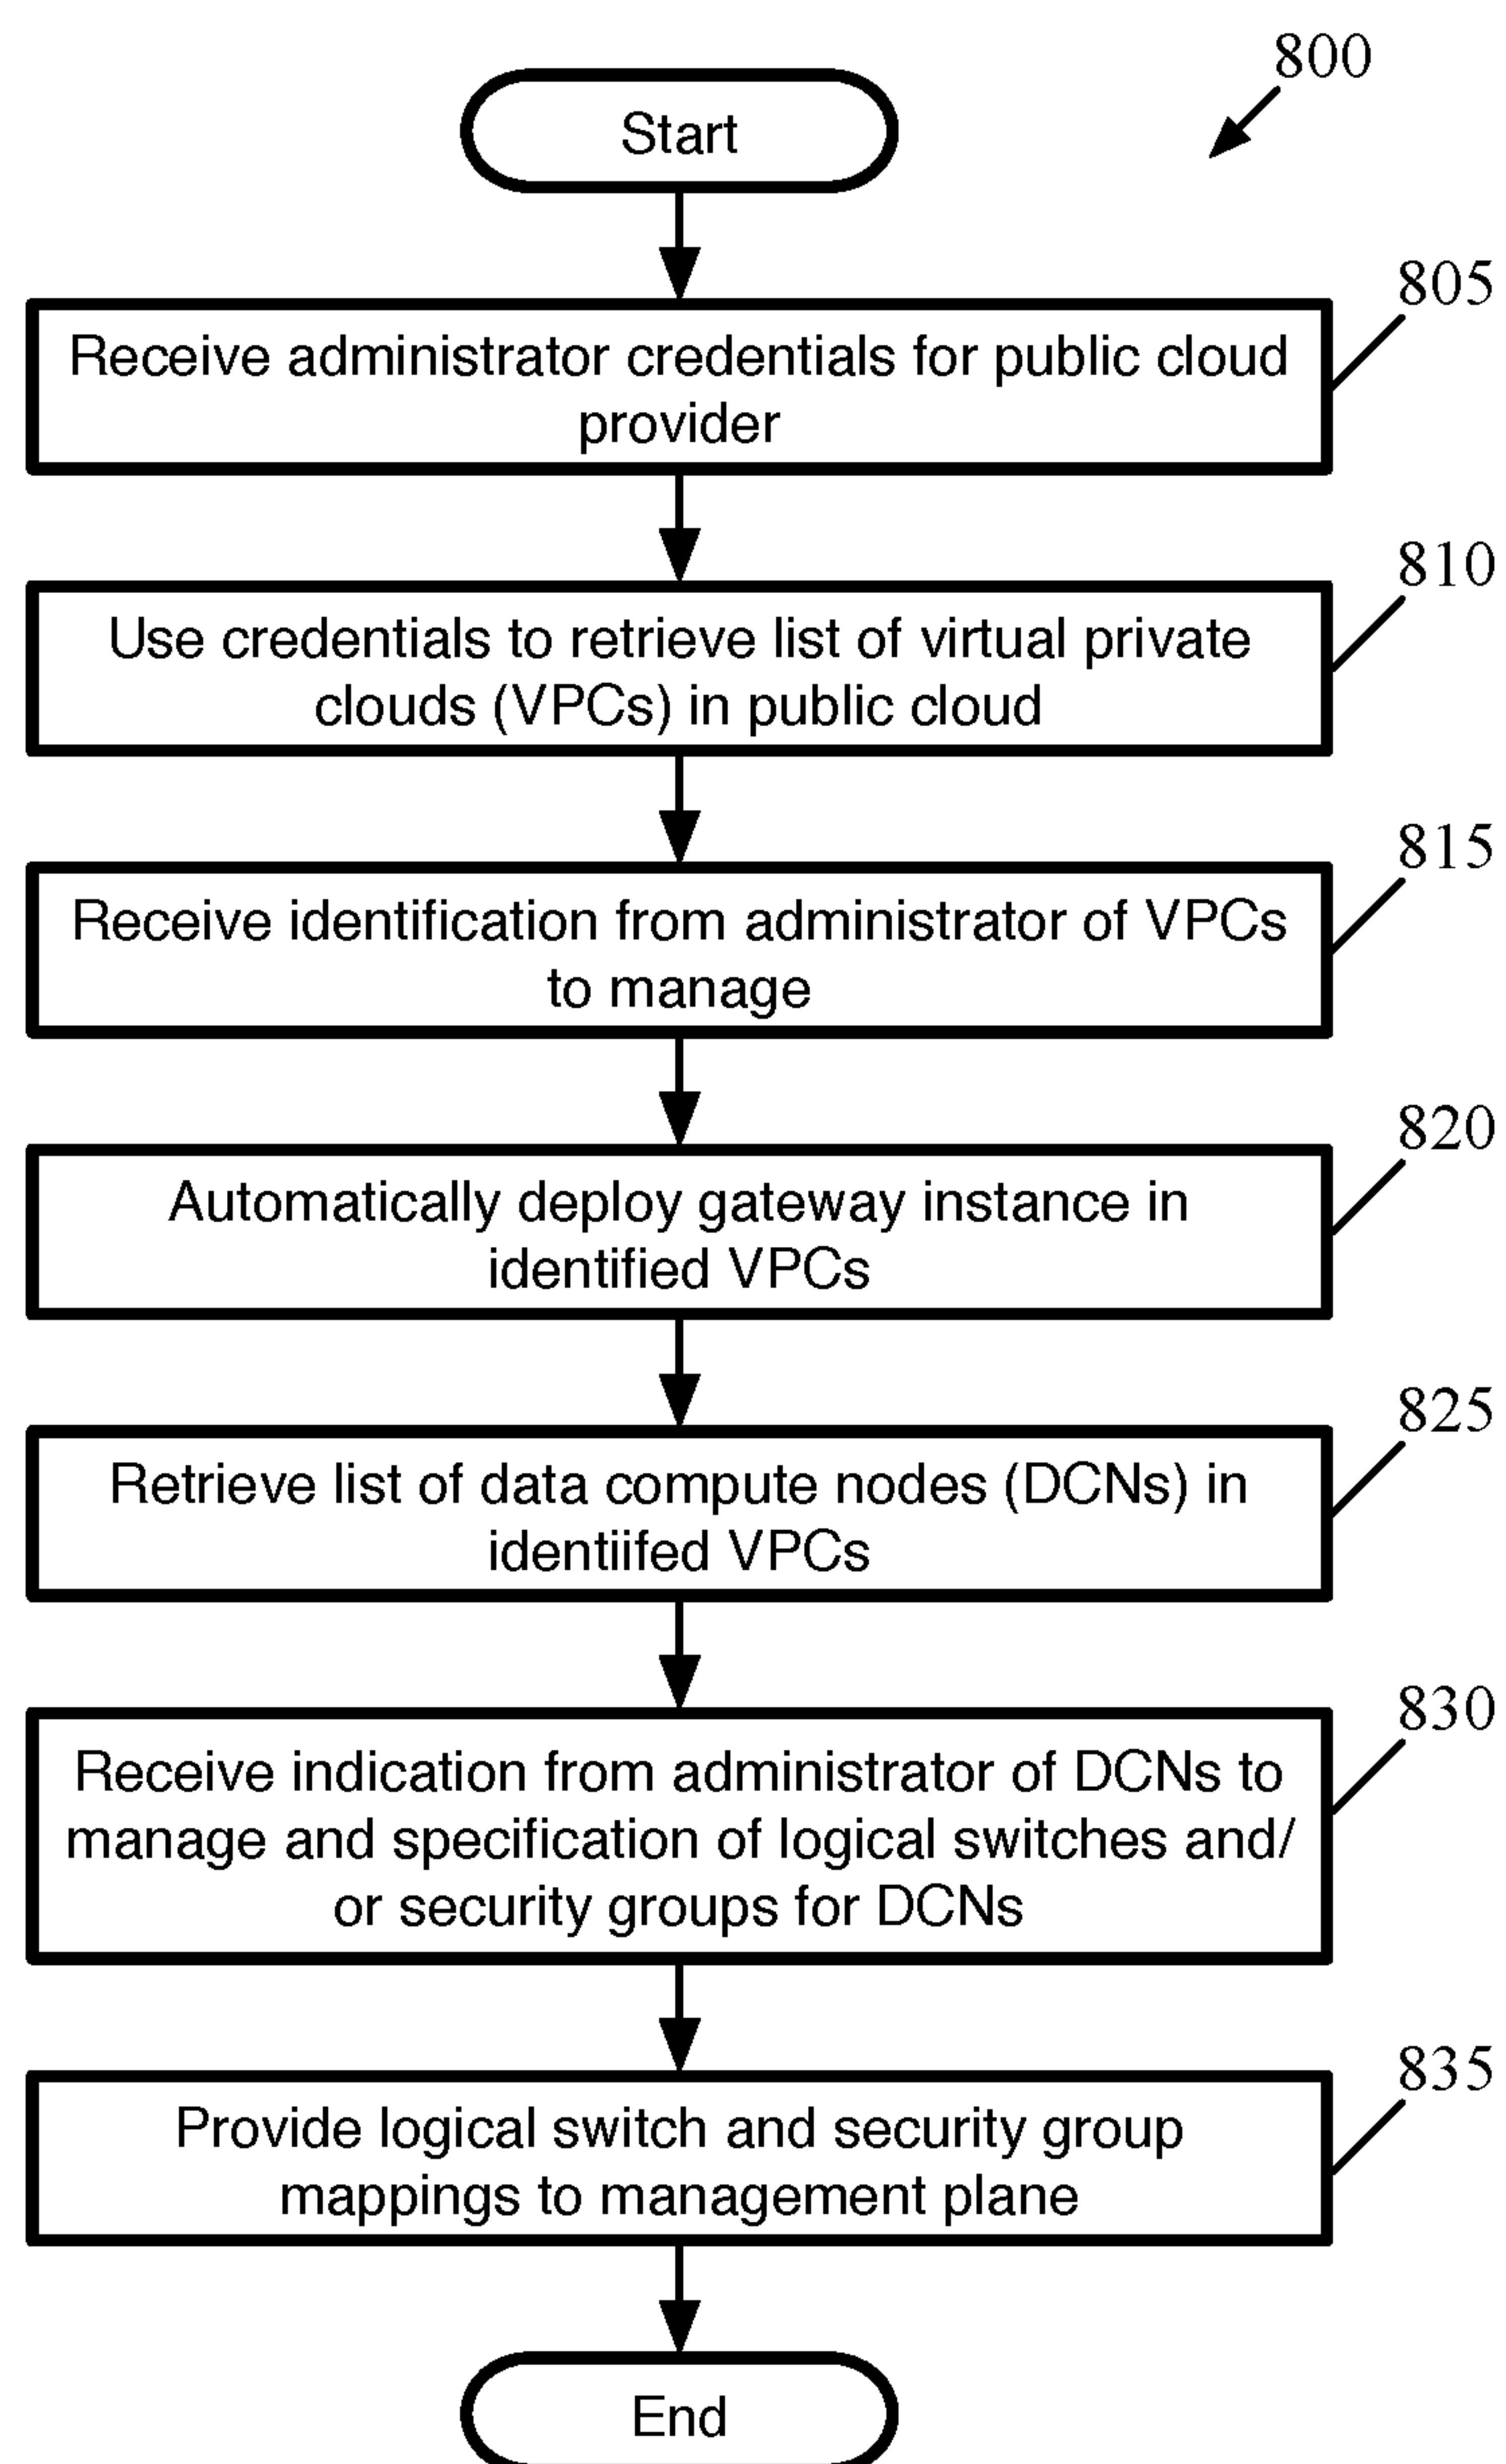 800
Start
805
Receive administrator credentials for public cloud
provider
810
Use credentials to retrieve list of virtual private
clouds (VPCs) in public cloud
815
Receive identification from administrator of VPCs
to manage
820
Automatically deploy gateway instance in
identified VPCs
825
Retrieve list of data compute nodes (DCNs) in
identiifed VPCs
830
Receive indication from administrator of DCNs to
manage and specification of logical switches and/
or security groups for DCNs
835
Provide logical switch and security group
mappings to management plane
End